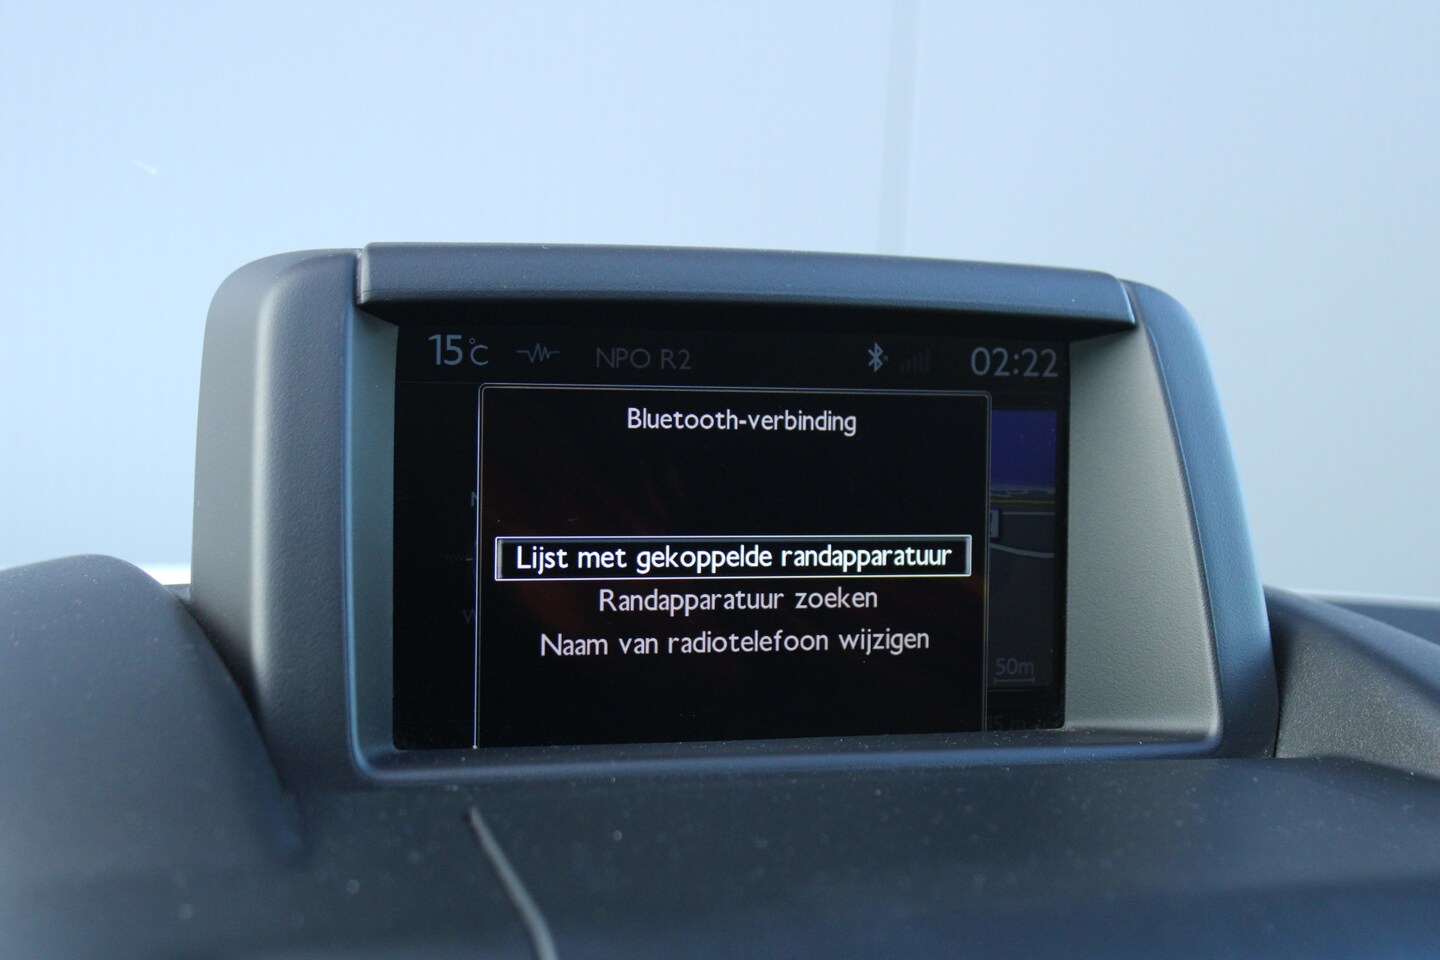 15°C NPO R2 02:22
Bluetooth-verbinding
Lijst met gekoppelde randapparatuur
Randapparatuur zoeken
Naam van radiotelefoon wijzigen
50m